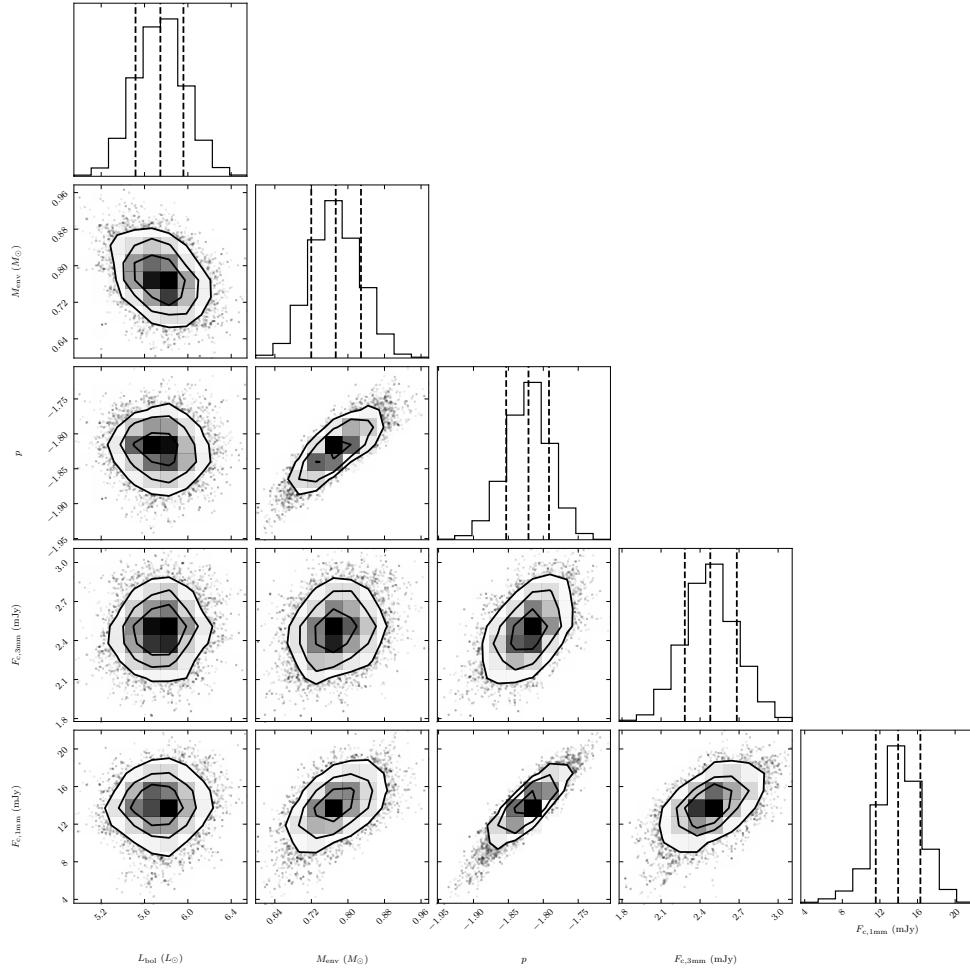 0.96
0.88
0.80
0.72
0.64
M_env (M_⊙)
−1.75
−1.80
−1.85
−1.90
−1.95
p
3.0
2.7
2.4
2.1
1.8
F_c,3mm (mJy)
20
16
12
8
4
F_c,1mm (mJy)
5.2 5.6 6.0 6.4
L_bol (L_⊙)
0.64 0.72 0.80 0.88 0.96
M_env (M_⊙)
−1.95 −1.90 −1.85 −1.80 −1.75
p
1.8 2.1 2.4 2.7 3.0
F_c,3mm (mJy)
4 8 12 16 20
F_c,1mm (mJy)